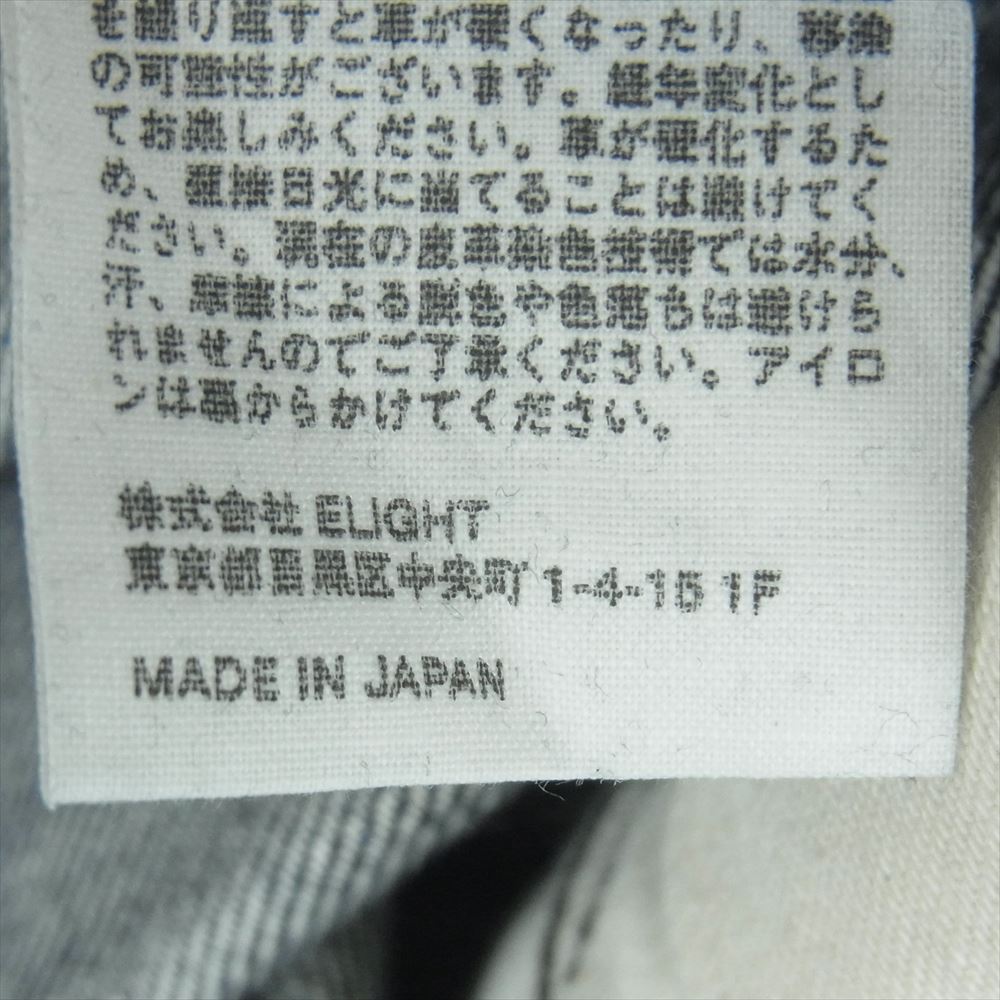 を繰り返すと革が硬くなったり、移染
の可能性がございます。経年変化とし
てお楽しみください。革が硬化するた
め、直接日光に当てることは避けてく
ださい。現在の皮革染色技術では水分、
汗、摩擦による脱色や色落ちは避けら
れませんのでご了承ください。アイロ
ンは裏からかけてください。
株式会社 ELIGHT
東京都目黒区中央町 1-4-15 1F
MADE IN JAPAN